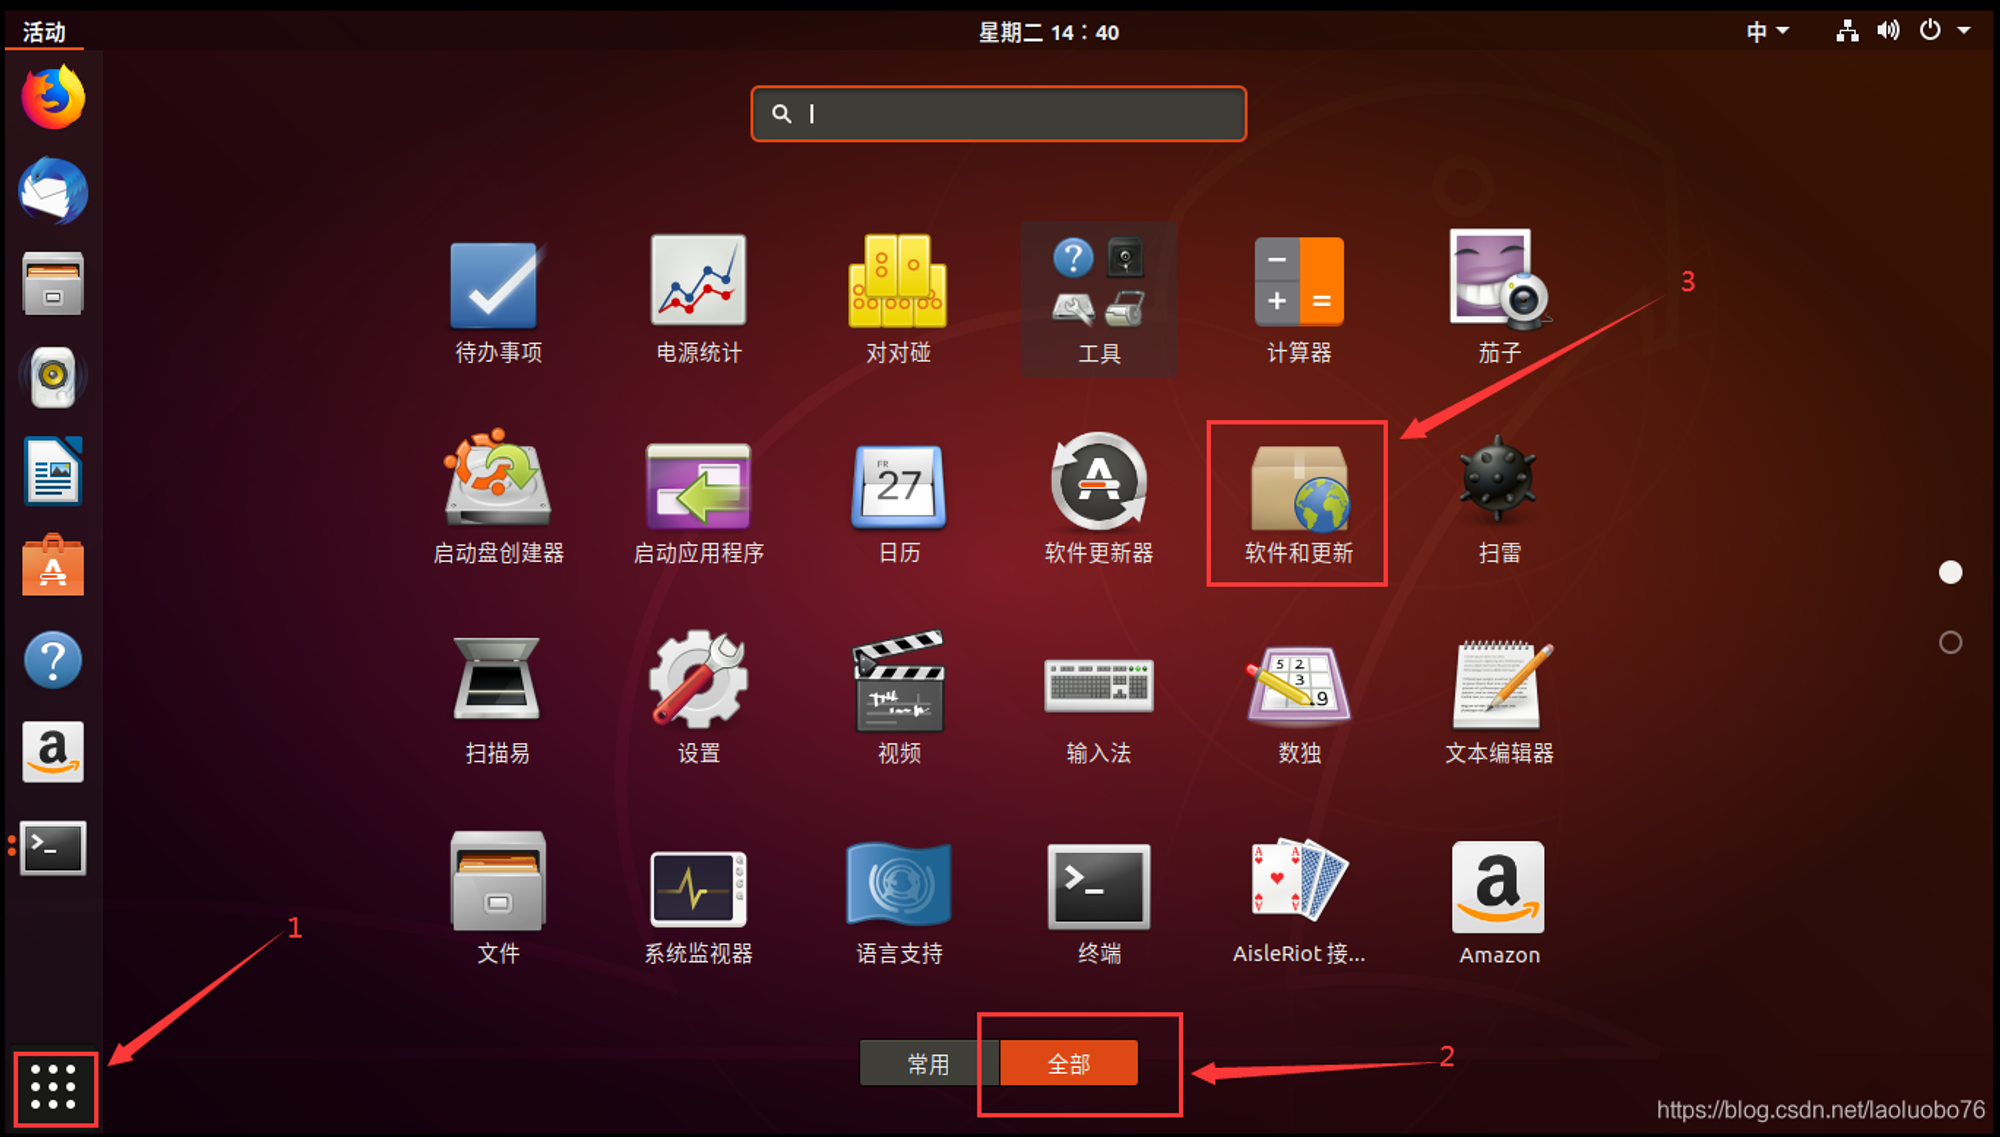 活动
星期二 14：40
中
待办事项
电源统计
对对碰
工具
计算器
茄子
3
启动盘创建器
启动应用程序
FR
27
日历
软件更新器
软件和更新
扫雷
扫描易
设置
视频
输入法
5 2
3
9
数独
文本编辑器
文件
系统监视器
语言支持
>_
终端
A
A
AisleRiot 接...
a
Amazon
1
常用
全部
2
https://blog.csdn.net/laoluobo76